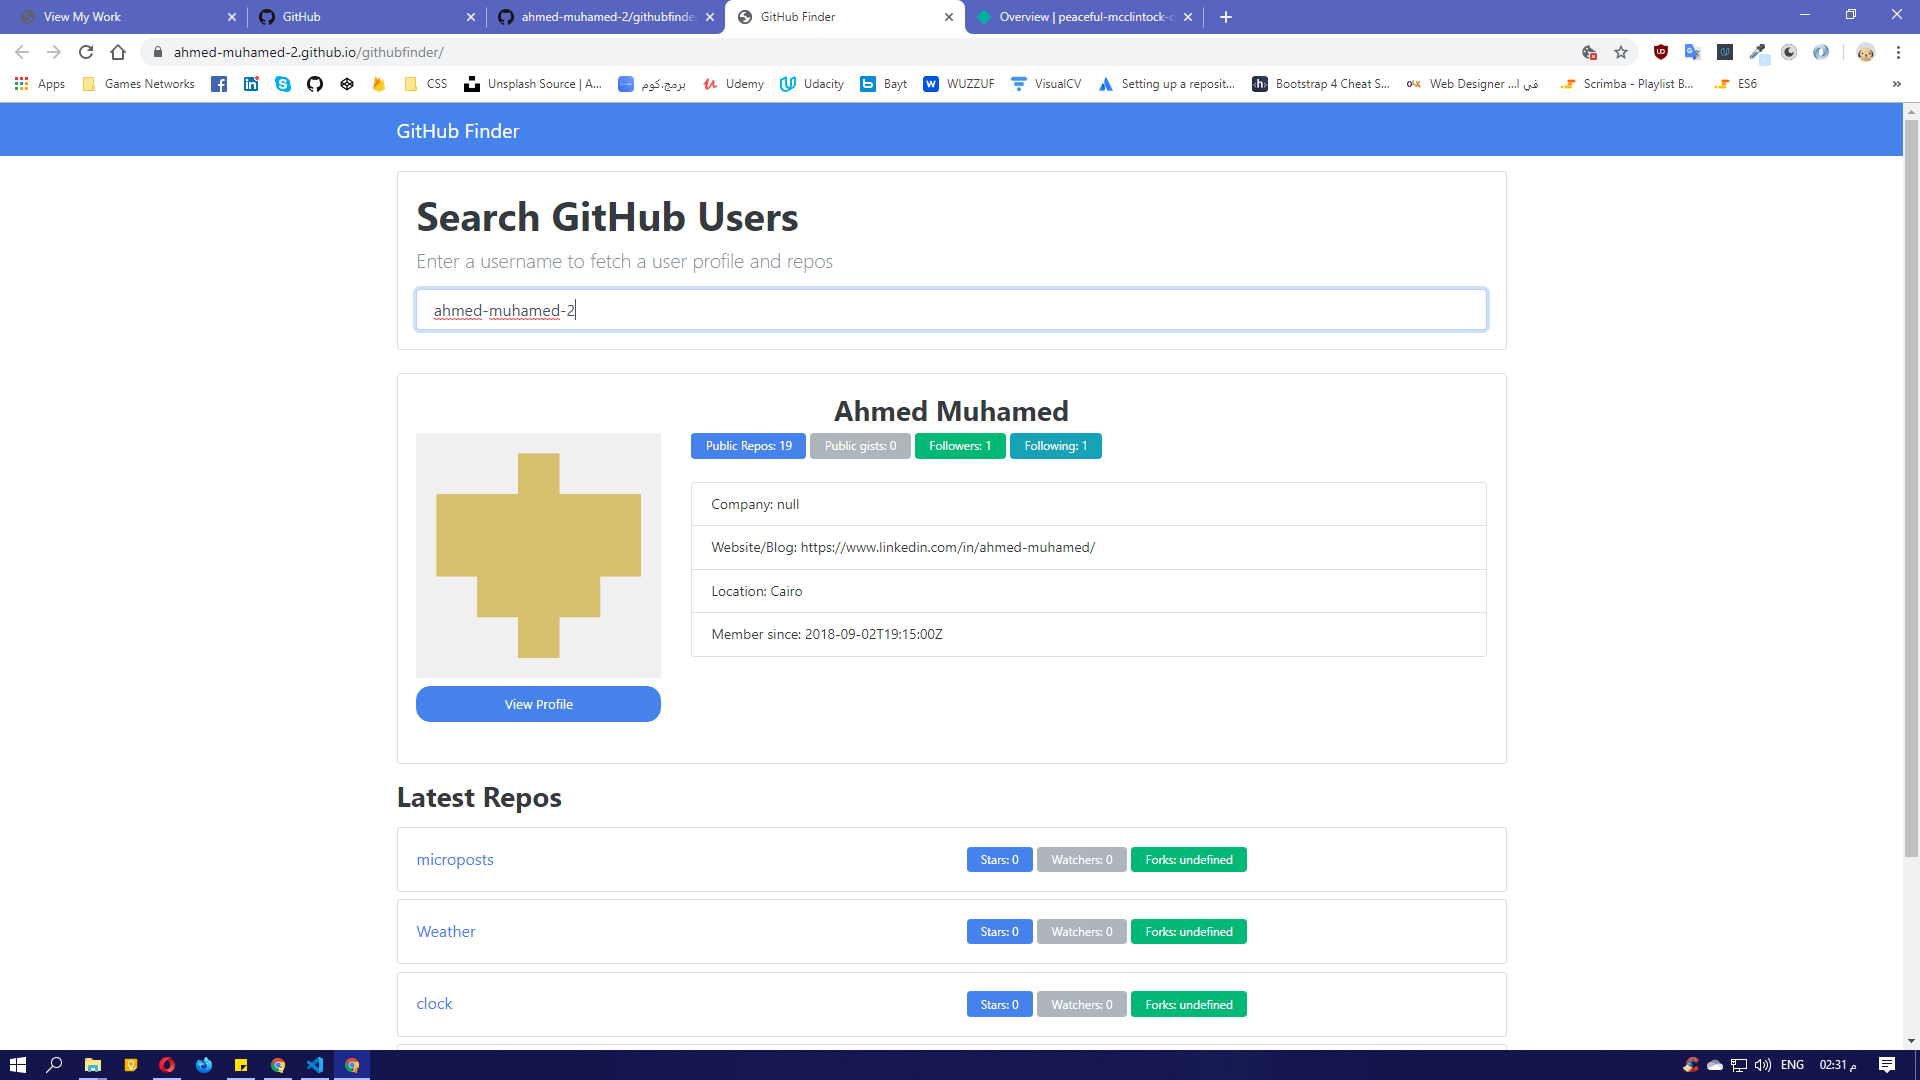 View My Work
GitHub
ahmed-muhamed-2/githubfinde
GitHub Finder
Overview | peaceful-mcclintock-
ahmed-muhamed-2.github.io/githubfinder/
Apps
Games Networks
CSS
Unsplash Source | A...
برمج.كوم
Udemy
Udacity
Bayt
WUZZUF
VisualCV
Setting up a reposit...
Bootstrap 4 Cheat S...
Web Designer ...في ا
Scrimba - Playlist B...
ES6
»
GitHub Finder
Search GitHub Users
Enter a username to fetch a user profile and repos
ahmed-muhamed-2
Ahmed Muhamed
Public Repos: 19
Public gists: 0
Followers: 1
Following: 1
Company: null
Website/Blog: https://www.linkedin.com/in/ahmed-muhamed/
Location: Cairo
Member since: 2018-09-02T19:15:00Z
View Profile
Latest Repos
microposts
Stars: 0
Watchers: 0
Forks: undefined
Weather
Stars: 0
Watchers: 0
Forks: undefined
clock
Stars: 0
Watchers: 0
Forks: undefined
ENG
02:31 م